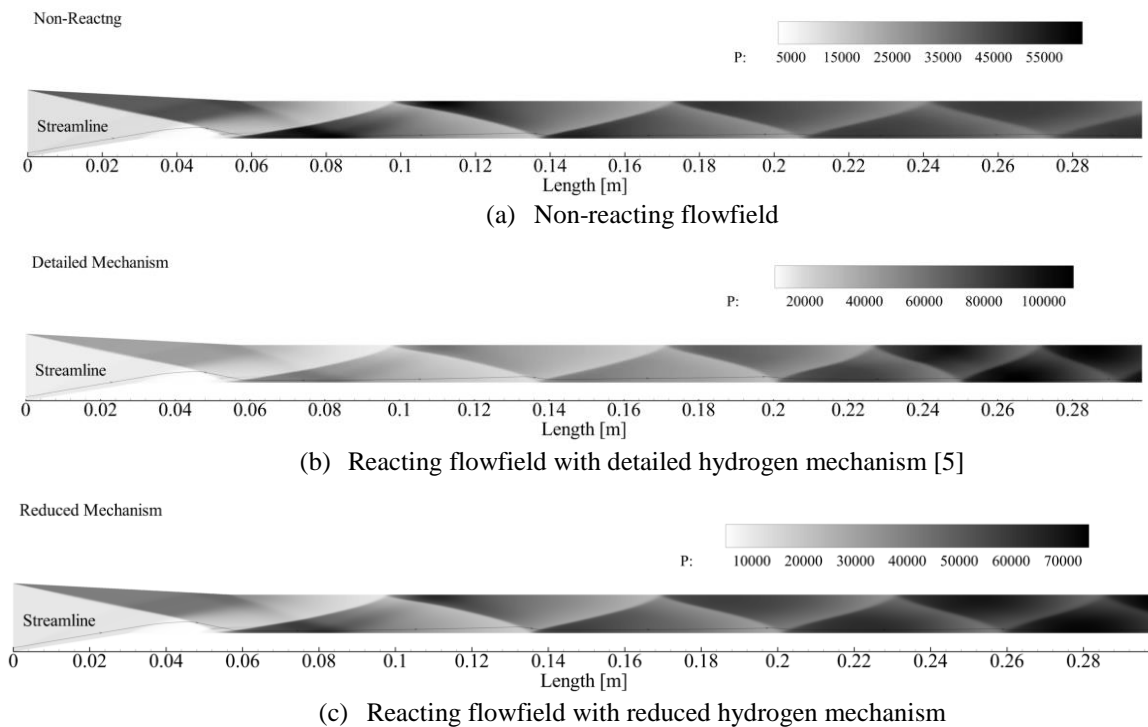 Non-Reactng
P: 5000 15000 25000 35000 45000 55000
Streamline
0 0.02 0.04 0.06 0.08 0.1 0.12 0.14 0.16 0.18 0.2 0.22 0.24 0.26 0.28
Length [m]
(a) Non-reacting flowfield
Detailed Mechanism
P: 20000 40000 60000 80000 100000
Streamline
0 0.02 0.04 0.06 0.08 0.1 0.12 0.14 0.16 0.18 0.2 0.22 0.24 0.26 0.28
Length [m]
(b) Reacting flowfield with detailed hydrogen mechanism [5]
Reduced Mechanism
P: 10000 20000 30000 40000 50000 60000 70000
Streamline
0 0.02 0.04 0.06 0.08 0.1 0.12 0.14 0.16 0.18 0.2 0.22 0.24 0.26 0.28
Length [m]
(c) Reacting flowfield with reduced hydrogen mechanism